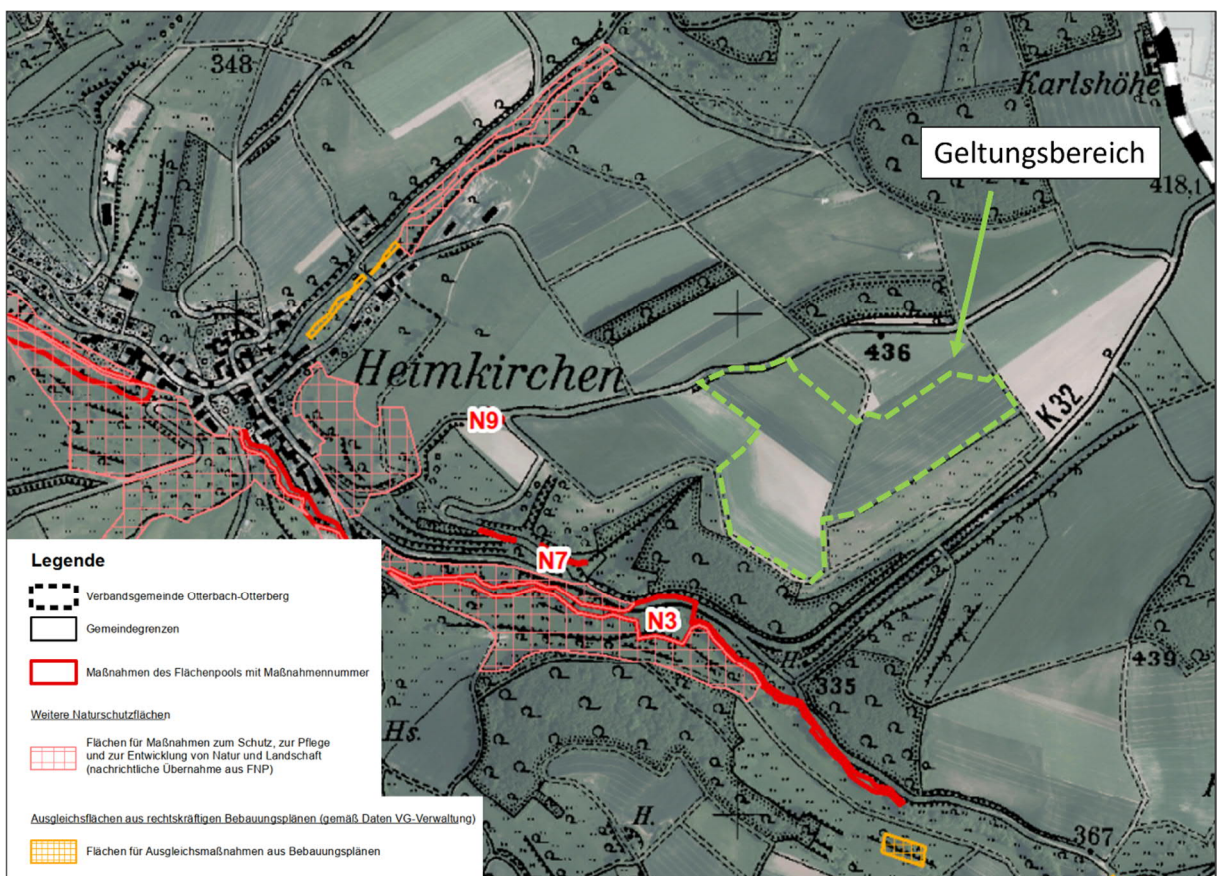 348
Karlshöhe
Geltungsbereich
418,1
436
Heimkirchen
K 32
N9
N7
N3
H.
335
439
Hs.
H.
367
Legende
Verbandsgemeinde Otterbach-Otterberg
Gemeindegrenzen
Maßnahmen des Flächenpools mit Maßnahmennummer
Weitere Naturschutzflächen
Flächen für Maßnahmen zum Schutz, zur Pflege
und zur Entwicklung von Natur und Landschaft
(nachrichtliche Übernahme aus FNP)
Ausgleichsflächen aus rechtskräftigen Bebauungsplänen (gemäß Daten VG-Verwaltung)
Flächen für Ausgleichsmaßnahmen aus Bebauungsplänen